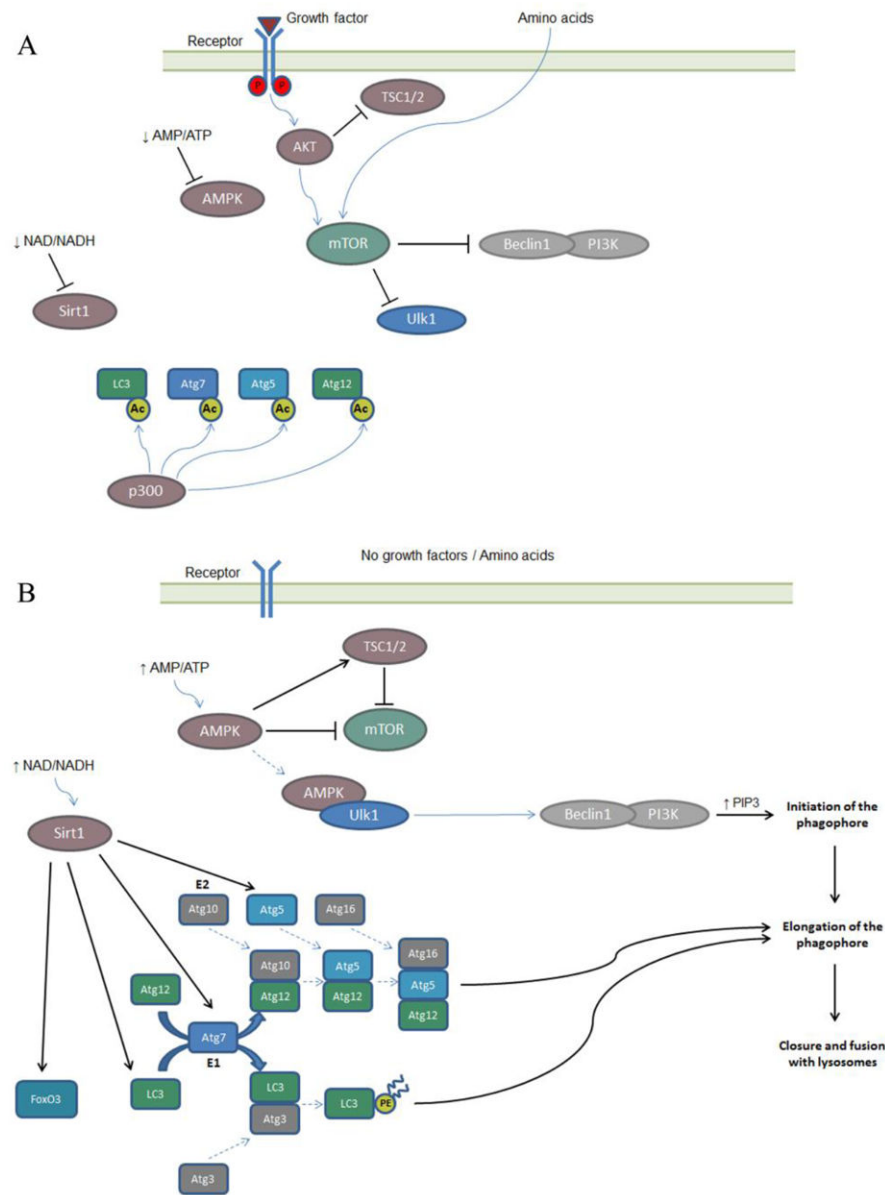 A
Growth factor
Amino acids
Receptor
P
P
TSC1/2
AKT
↓ AMP/ATP
AMPK
mTOR
Beclin1
PI3K
↓ NAD/NADH
Sirt1
Ulk1
LC3
Atg7
Atg5
Atg12
Ac
Ac
Ac
Ac
p300
No growth factors / Amino acids
Receptor
B
TSC1/2
↑ AMP/ATP
AMPK
mTOR
↑ NAD/NADH
AMPK
Ulk1
Beclin1
PI3K
↑ PIP3
Initiation of the
phagophore
Sirt1
E2
Atg10
Atg5
Atg16
Elongation of the
phagophore
Atg10
Atg12
Atg5
Atg12
Atg16
Atg5
Atg12
Atg12
Atg7
E1
Closure and fusion
with lysosomes
FoxO3
LC3
LC3
Atg3
LC3
PE
Atg3